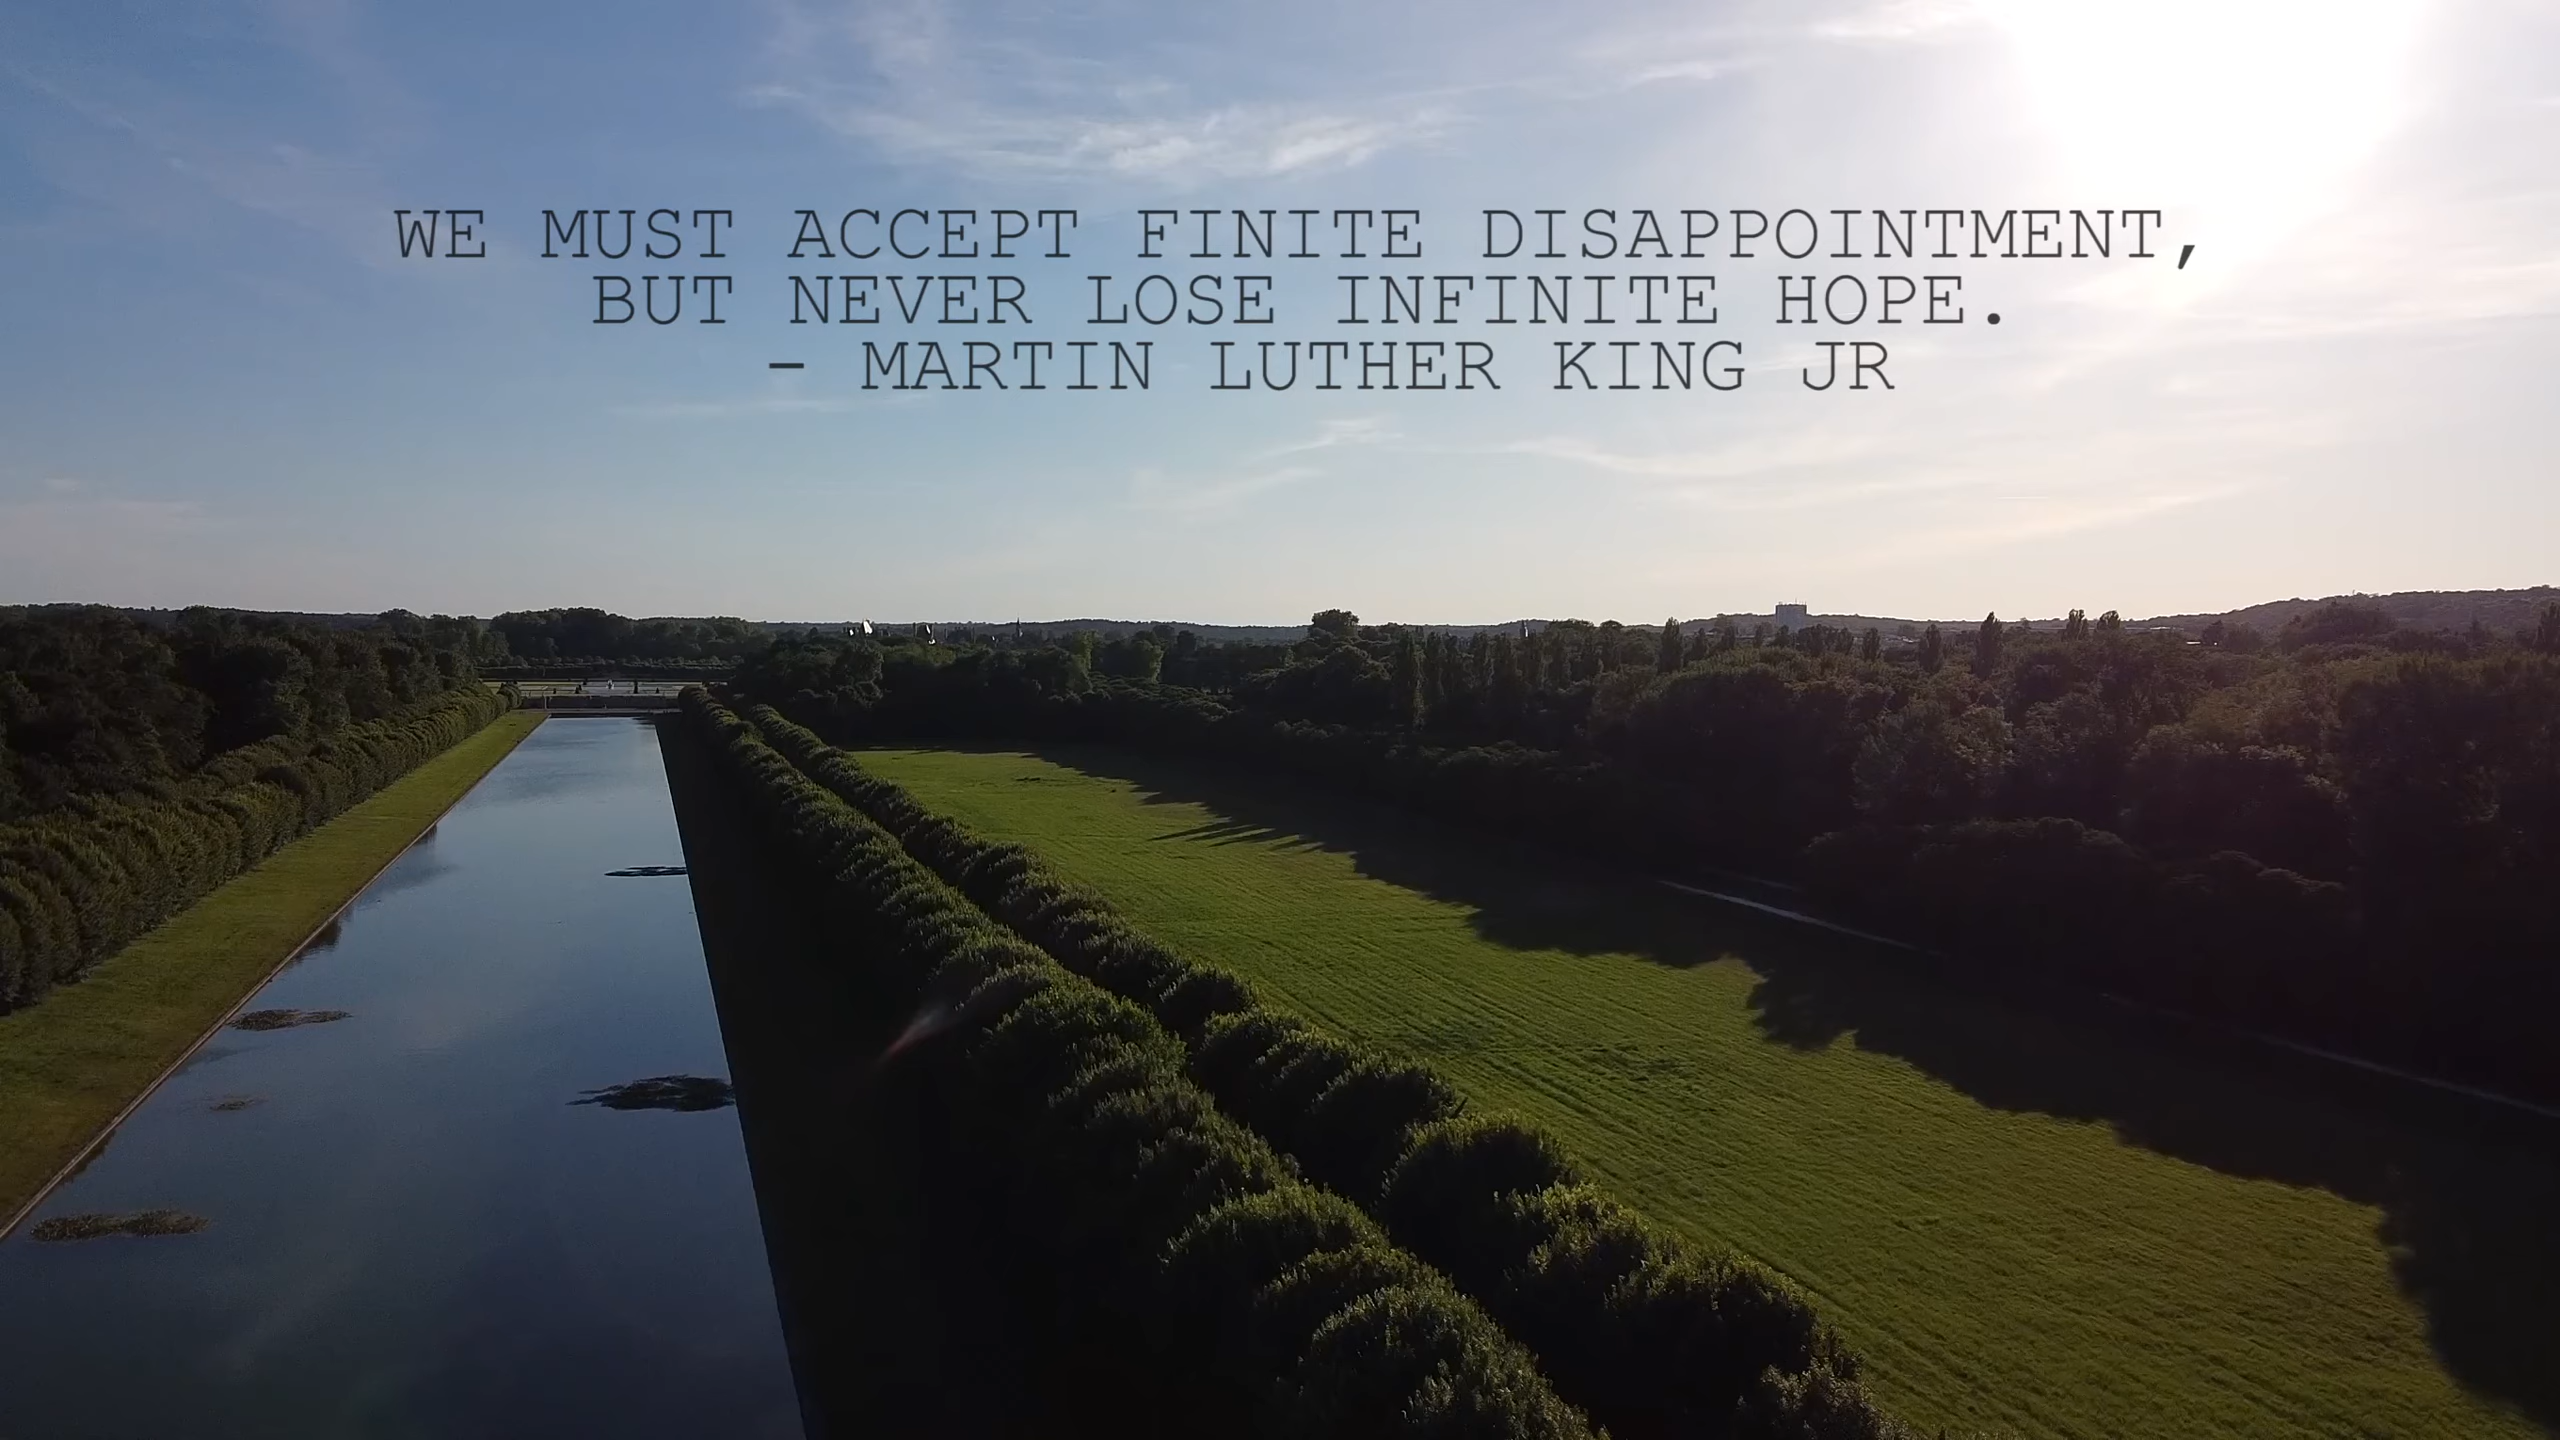 WE MUST ACCEPT FINITE DISAPPOINTMENT,
BUT NEVER LOSE INFINITE HOPE.
- MARTIN LUTHER KING JR